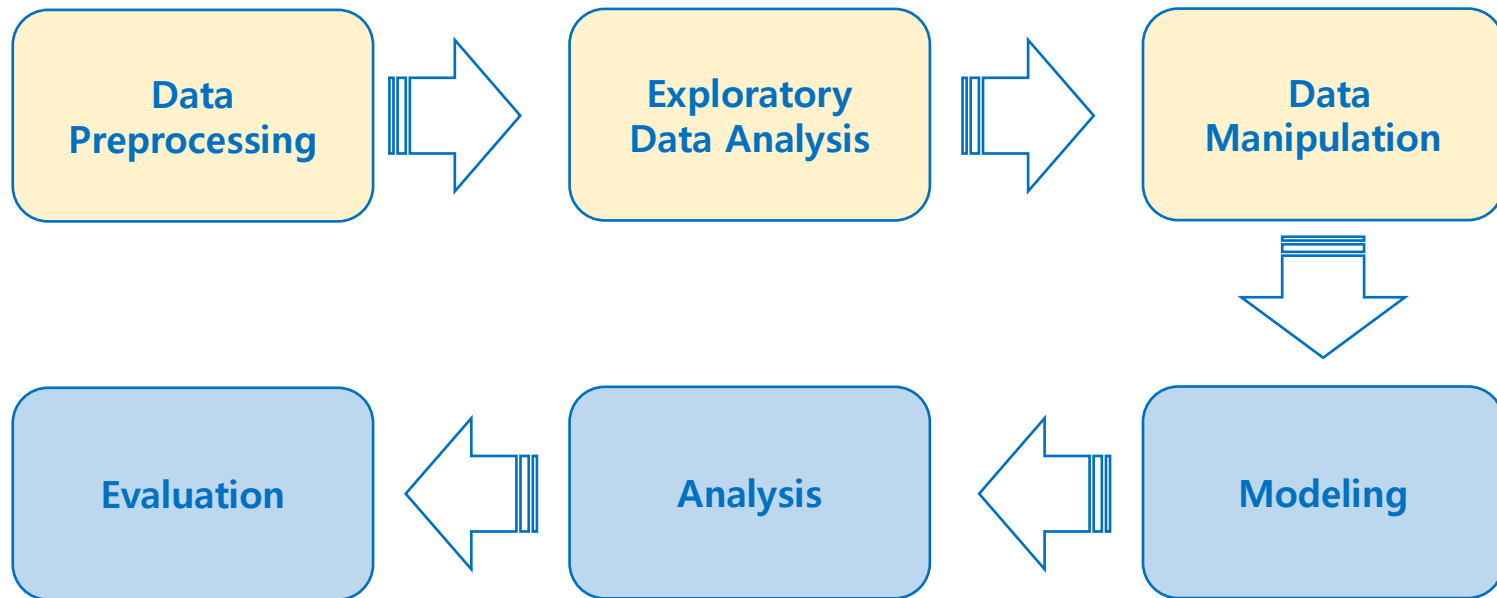 Data
Preprocessing
Exploratory
Data Analysis
Data
Manipulation
Modeling
Analysis
Evaluation